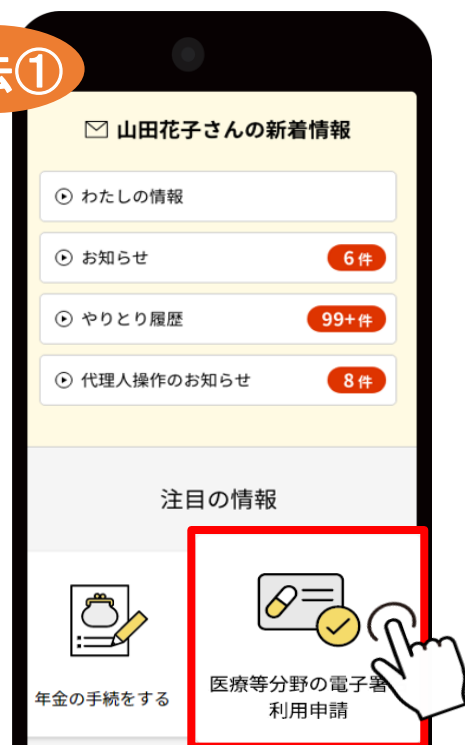 法①
山田花子さんの新着情報
わたしの情報
お知らせ
6件
やりとり履歴
99+件
代理人操作のお知らせ
8件
注目の情報
年金の手続をする
医療等分野の電子署
利用申請